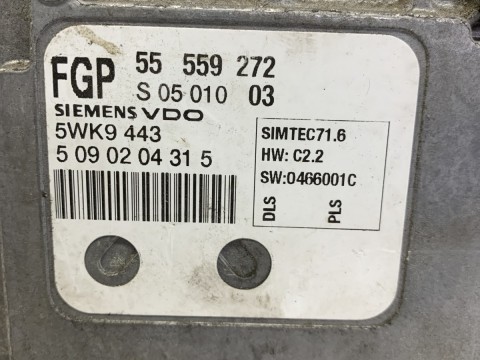 FGP 55 559 272
S 05 010 03
SIEMENS VDO
5WK9 443
5 09 02 04 31 5
SIMTEC71.6
HW: C2.2
SW:0466001C
DLS
PLS